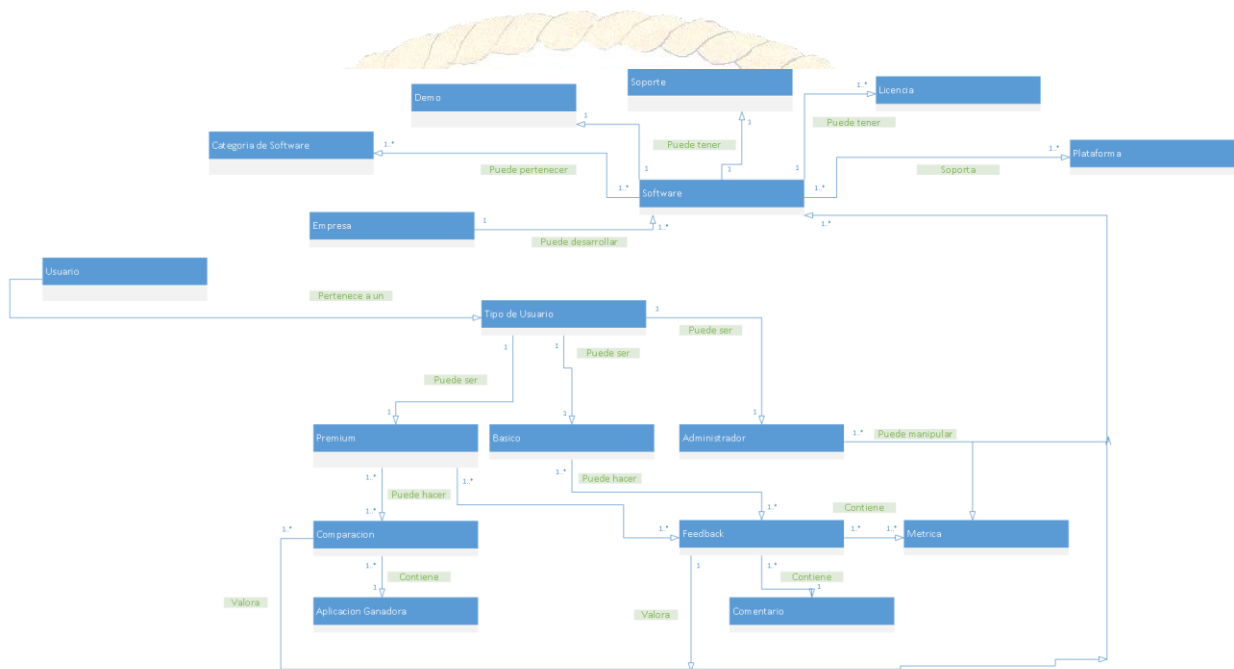 Soporte
Demo
1..*
Licencia
1
1
Puede tener
Categoria de Software
1..*
Puede tener
1..*
Plataforma
Puede pertenecer
1
1
1
Soporta
1..*
Software
1..*
Empresa
1
1..*
1..*
Puede desarrollar
Usuario
Pertenece a un
Tipo de Usuario
1
Puede ser
1
1
Puede ser
Puede ser
1
1
1
Premium
Basico
Administrador
1..*
Puede manipular
1..*
1..*
1..*
Puede hacer
Puede hacer
1..*
1..*
Contiene
1..*
Comparacion
1..*
Feedback
1..*
1..*
Metrica
1..*
1
1..*
Contiene
Contiene
1
1
Valora
Aplicacion Ganadora
Valora
Comentario